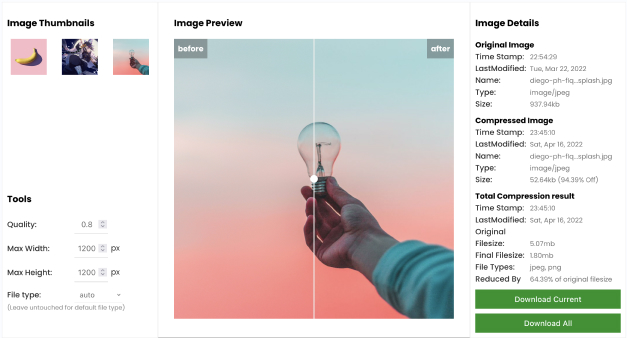 Image Thumbnails
Tools
Quality: 0.8
Max Width: 1200 px
Max Height: 1200 px
File type: auto
(Leave untouched for default file type)
Image Preview
before
after
Image Details
Original Image
Time Stamp: 22:54:29
LastModified: Tue, Mar 22, 2022
Name: diego-ph-fiq...splash.jpg
Type: image/jpeg
Size: 937.94kb
Compressed Image
Time Stamp: 23:45:10
LastModified: Sat, Apr 16, 2022
Name: diego-ph-fiq...splash.jpg
Type: image/jpeg
Size: 52.64kb (94.39% Off)
Total Compression result
Time Stamp: 23:45:10
LastModified: Sat, Apr 16, 2022
Original
Filesize: 5.07mb
Final Filesize: 1.80mb
File Types: jpeg, png
Reduced By 64.39% of original filesize
Download Current
Download All